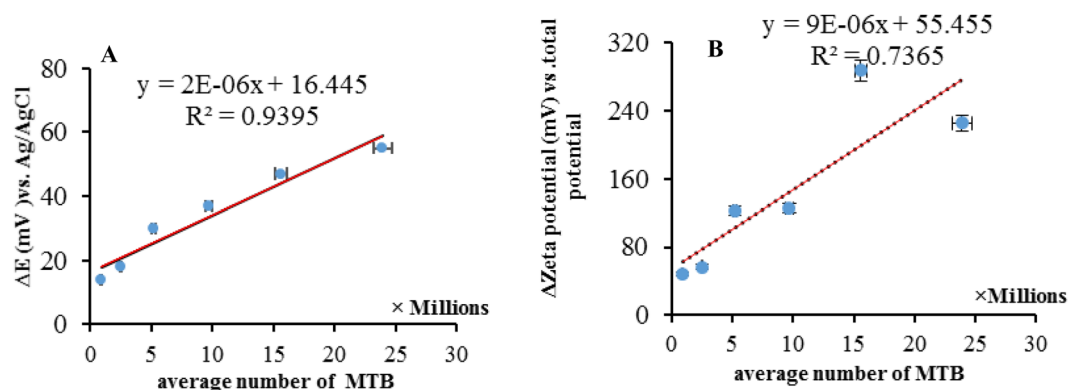 A
y = 2E-06x + 16.445
R² = 0.9395
ΔE (mV )vs. Ag/AgCl
80
60
40
20
0
0 5 10 15 20 25 30
× Millions
average number of MTB
B
y = 9E-06x + 55.455
R² = 0.7365
ΔZeta potential (mV) vs .total
potential
320
240
160
80
0
0 5 10 15 20 25 30
×Millions
average number of MTB